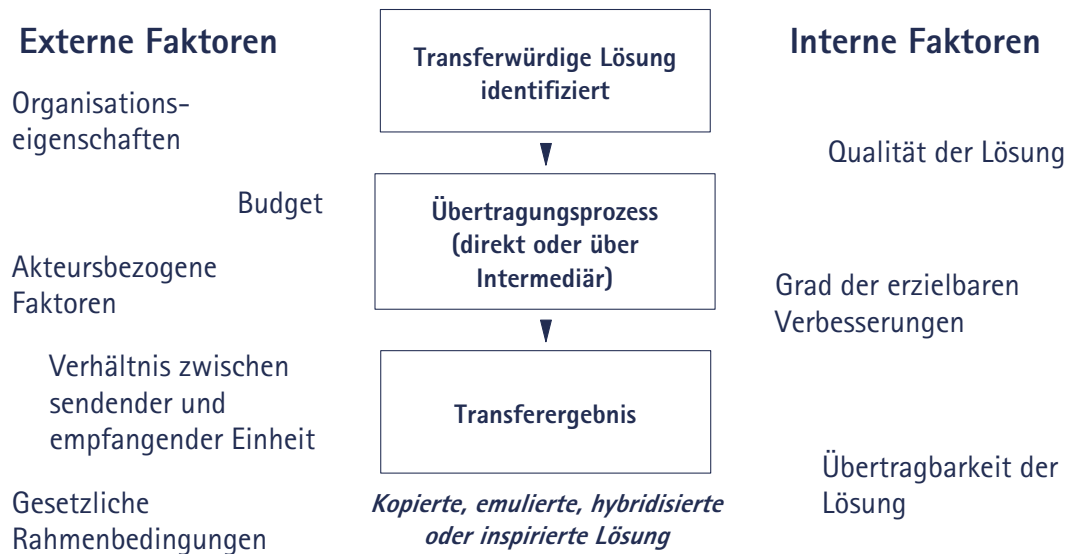 Externe Faktoren
Organisations-
eigenschaften
Budget
Akteursbezogene
Faktoren
Verhältnis zwischen
sendender und
empfangender Einheit
Gesetzliche
Rahmenbedingungen
Transferwürdige Lösung
identifiziert
Übertragungsprozess
(direkt oder über
Intermediär)
Transferergebnis
Kopierte, emulierte, hybridisierte
oder inspirierte Lösung
Interne Faktoren
Qualität der Lösung
Grad der erzielbaren
Verbesserungen
Übertragbarkeit der
Lösung